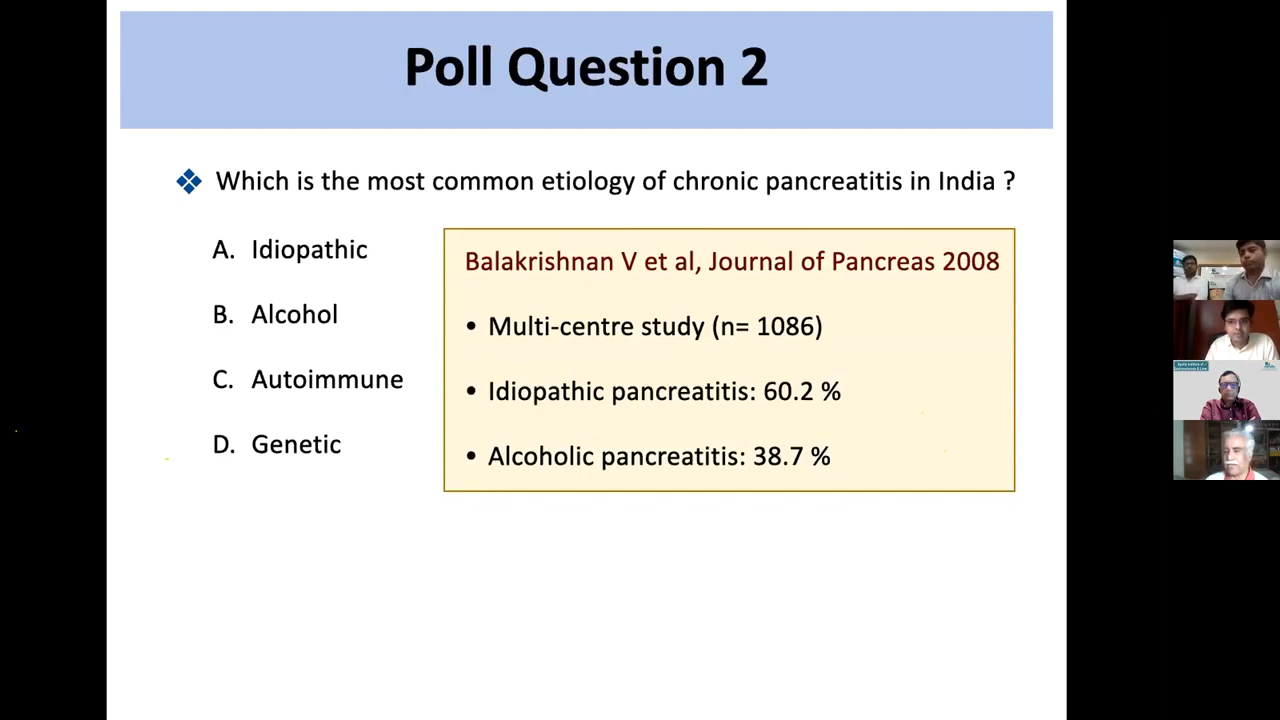 Poll Question 2
❖ Which is the most common etiology of chronic pancreatitis in India ?
A. Idiopathic
B. Alcohol
C. Autoimmune
D. Genetic
Balakrishnan V et al, Journal of Pancreas 2008
• Multi-centre study (n= 1086)
• Idiopathic pancreatitis: 60.2 %
• Alcoholic pancreatitis: 38.7 %